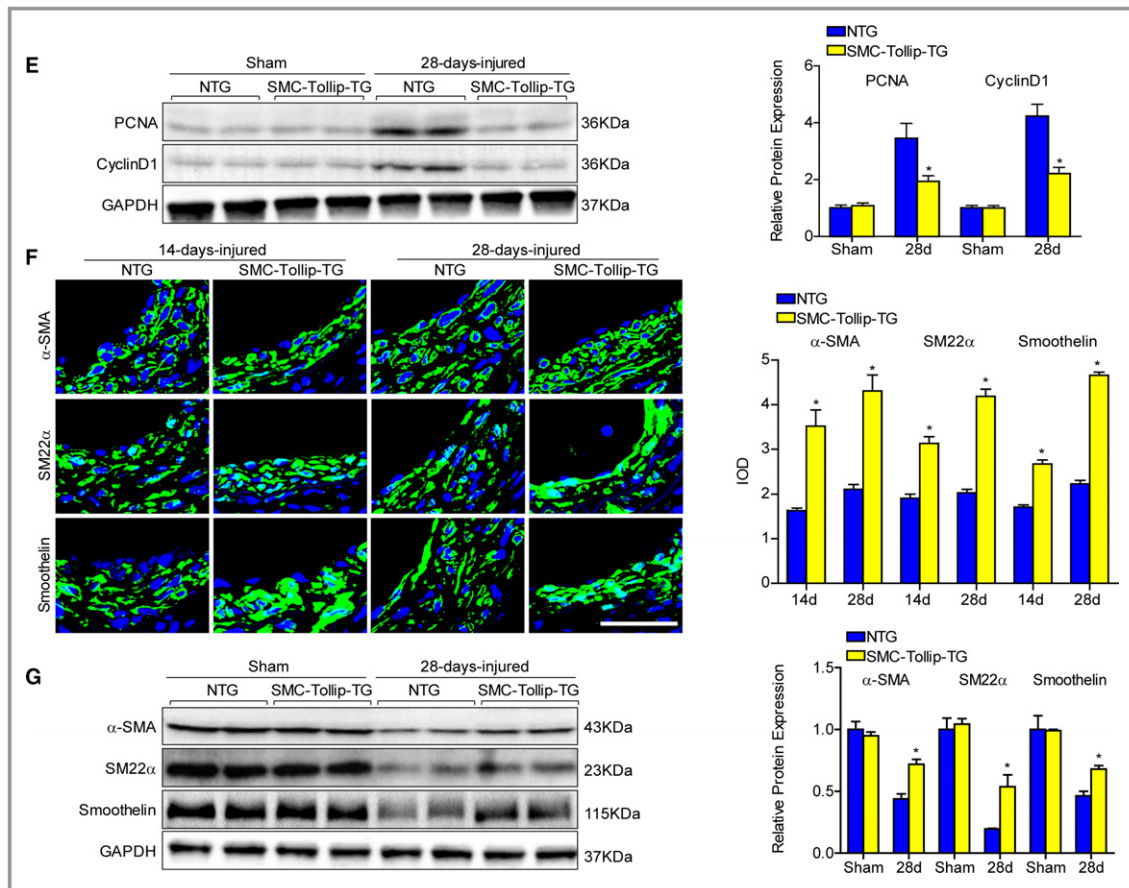 E
Sham 28-days-injured
NTG SMC-Tollip-TG NTG SMC-Tollip-TG
PCNA 36KDa
CyclinD1 36KDa
GAPDH 37KDa
NTG
SMC-Tollip-TG
PCNA CyclinD1
Relative Protein Expression
6
4
2
0
Sham 28d Sham 28d
* *
F
14-days-injured 28-days-injured
NTG SMC-Tollip-TG NTG SMC-Tollip-TG
α-SMA
SM22α
Smoothelin
NTG
SMC-Tollip-TG
α-SMA SM22α Smoothelin
IOD
5
4
3
2
1
0
* * * * * *
14d 28d 14d 28d 14d 28d
G
Sham 28-days-injured
NTG SMC-Tollip-TG NTG SMC-Tollip-TG
α-SMA 43KDa
SM22α 23KDa
Smoothelin 115KDa
GAPDH 37KDa
NTG
SMC-Tollip-TG
α-SMA SM22α Smoothelin
Relative Protein Expression
1.5
1.0
0.5
0.0
* * *
Sham 28d Sham 28d Sham 28d